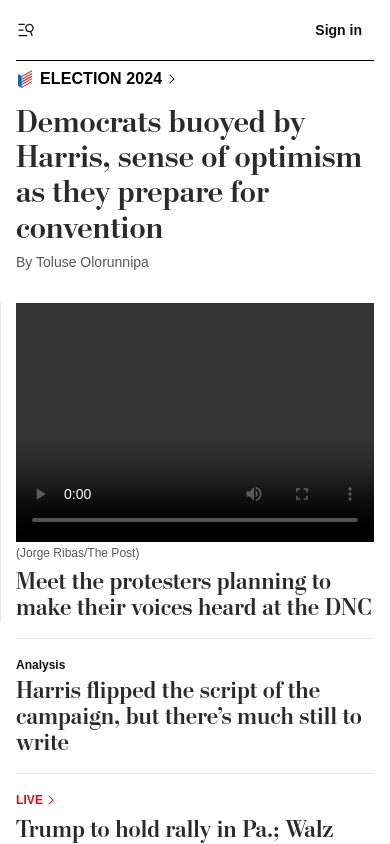 Sign in
ELECTION 2024
Democrats buoyed by
Harris, sense of optimism
as they prepare for
convention
By Toluse Olorunnipa
0:00
(Jorge Ribas/The Post)
Meet the protesters planning to
make their voices heard at the DNC
Analysis
Harris flipped the script of the
campaign, but there’s much still to
write
LIVE
Trump to hold rally in Pa.; Walz